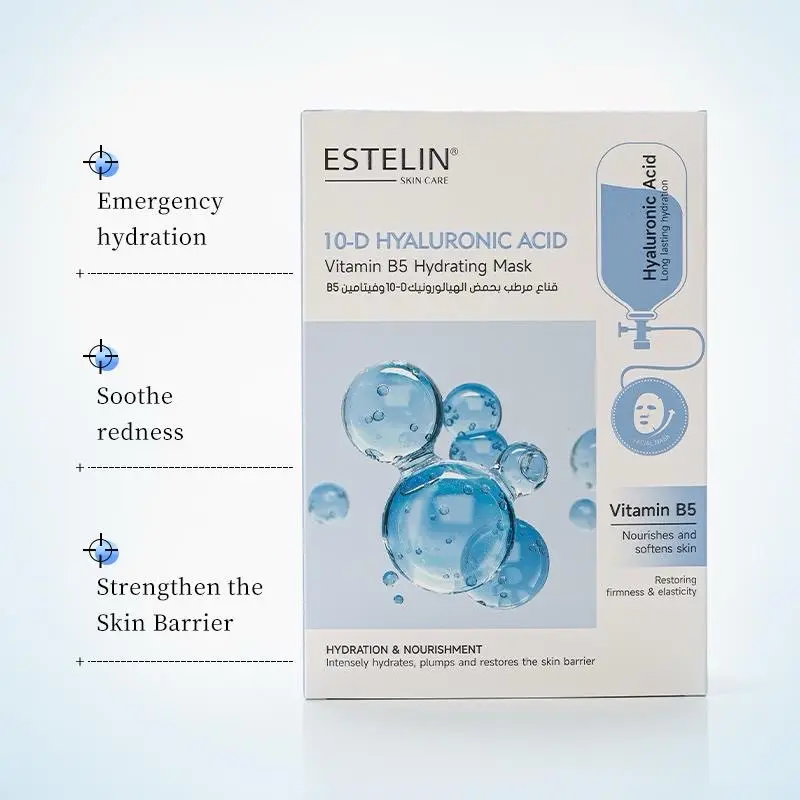 Emergency
hydration
Soothe
redness
Strengthen the
Skin Barrier
ESTELIN®
SKIN CARE
10-D HYALURONIC ACID
Vitamin B5 Hydrating Mask
قناع مرطب بحمض الهيالورونيك 10-D وفيتامين B5
Hyaluronic Acid
Long lasting hydration
FACIAL MASK
Vitamin B5
Nourishes and
softens skin
Restoring
firmness & elasticity
HYDRATION & NOURISHMENT
Intensely hydrates, plumps and restores the skin barrier